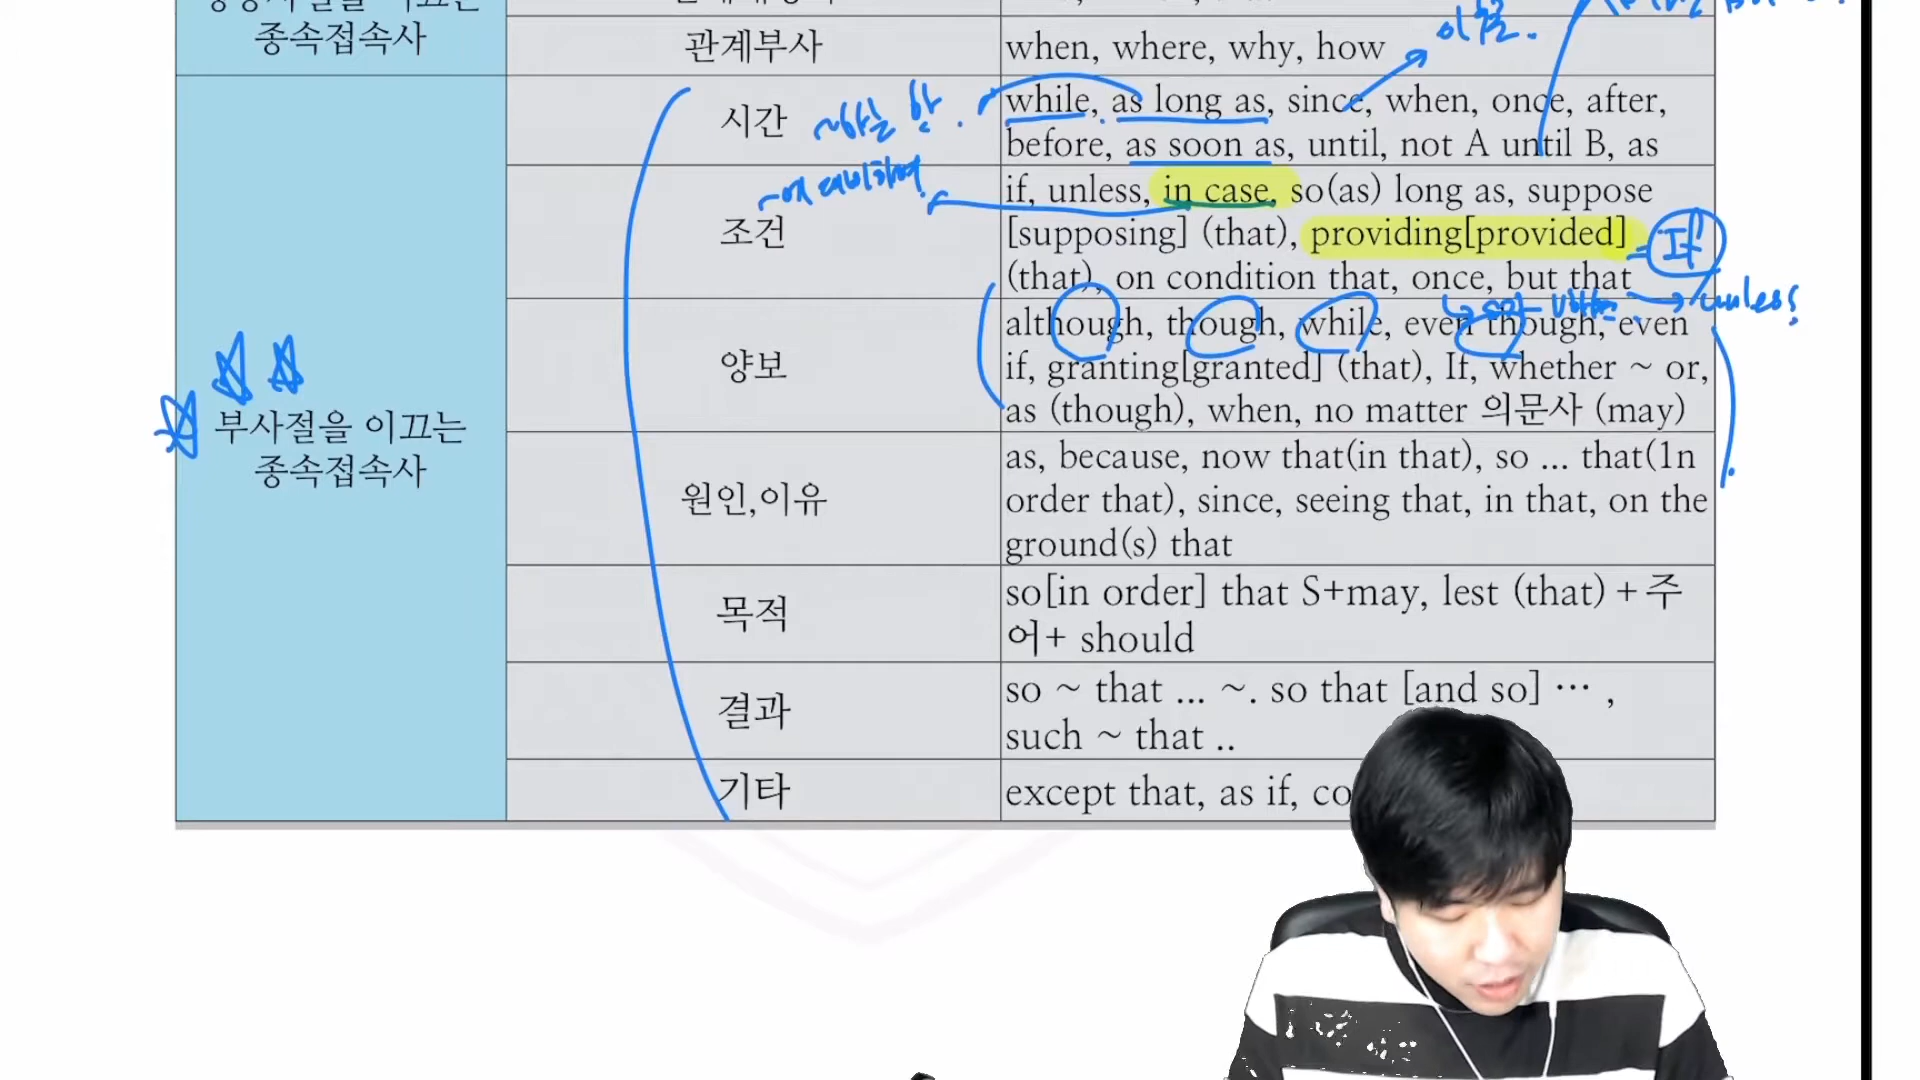 종속접속사
관계부사
when, where, why, how
이춤.
시간
~하는 한.
while, as long as, since, when, once, after,
before, as soon as, until, not A until B, as
~에 대비하여
조건
if, unless, in case, so(as) long as, suppose
[supposing] (that), providing[provided]
= If
(that), on condition that, once, but that
→ unless
양보
although, though, while, even though, even
if, granting[granted] (that), If, whether ~ or,
as (though), when, no matter 의문사 (may)
부사절을 이끄는
종속접속사
원인,이유
as, because, now that(in that), so ... that(1n
order that), since, seeing that, in that, on the
ground(s) that
목적
so[in order] that S+may, lest (that) + 주
어+ should
결과
so ~ that ... ~. so that [and so] ⋯ ,
such ~ that ..
기타
except that, as if, co